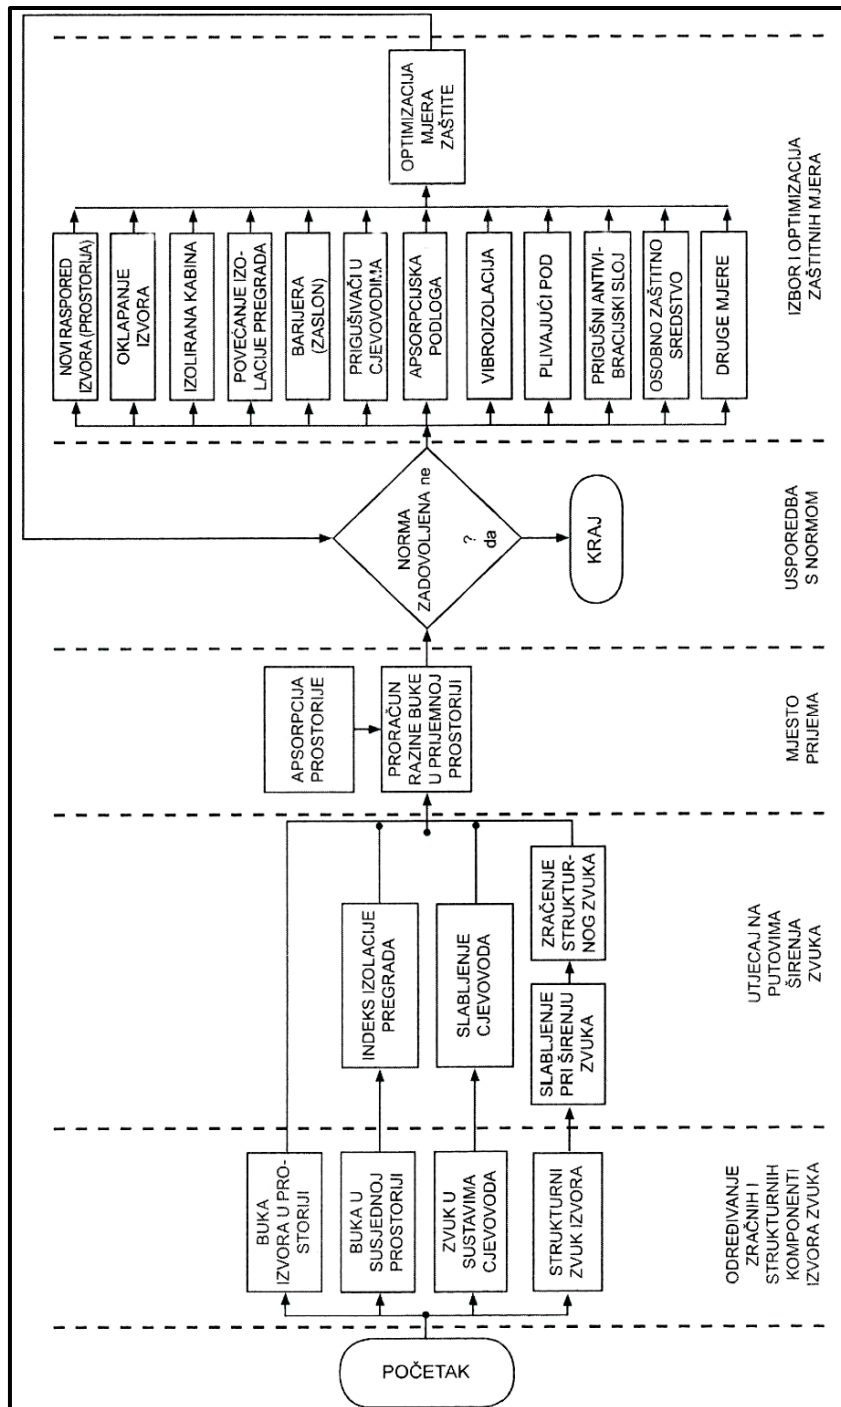 POČETAK
BUKA
IZVORA U PRO-
STORIJI
BUKA U
SUSJEDNOJ
PROSTORIJI
ZVUK U
SUSTAVIMA
CJEVOVODA
STRUKTURNI
ZVUK IZVORA
ODREĐIVANJE
ZRAČNIH I
STRUKTURNIH
KOMPONENTI
IZVORA ZVUKA
INDEKS IZOLACIJE
PREGRADA
SLABLJENJE
CJEVOVODA
SLABLJENJE
PRI ŠIRENJU
ZVUKA
ZRAČENJE
STRUKTUR-
NOG ZVUKA
UTJECAJ NA
PUTOVIMA
ŠIRENJA
ZVUKA
APSORPCIJA
PROSTORIJE
PRORAČUN
RAZINE BUKE
U PRIJEMNOJ
PROSTORIJI
MJESTO
PRIJEMA
NORMA
ZADOVOLJENA ne
?
da
KRAJ
USPOREDBA
S NORMOM
NOVI RASPORED
IZVORA (PROSTORIJA)
OKLAPANJE
IZVORA
IZOLIRANA KABINA
POVEĆANJE IZO-
LACIJE PREGRADA
BARIJERA
(ZASLON)
PRIGUŠIVAČI U
CJEVOVODIMA
APSORPCIJSKA
PODLOGA
VIBROIZOLACIJA
PLIVAJUĆI POD
PRIGUŠNI ANTIVI-
BRACIJSKI SLOJ
OSOBNO ZAŠTITNO
SREDSTVO
DRUGE MJERE
OPTIMIZACIJA
MJERA
ZAŠTITE
IZBOR I OPTIMIZACIJA
ZAŠTITNIH MJERA